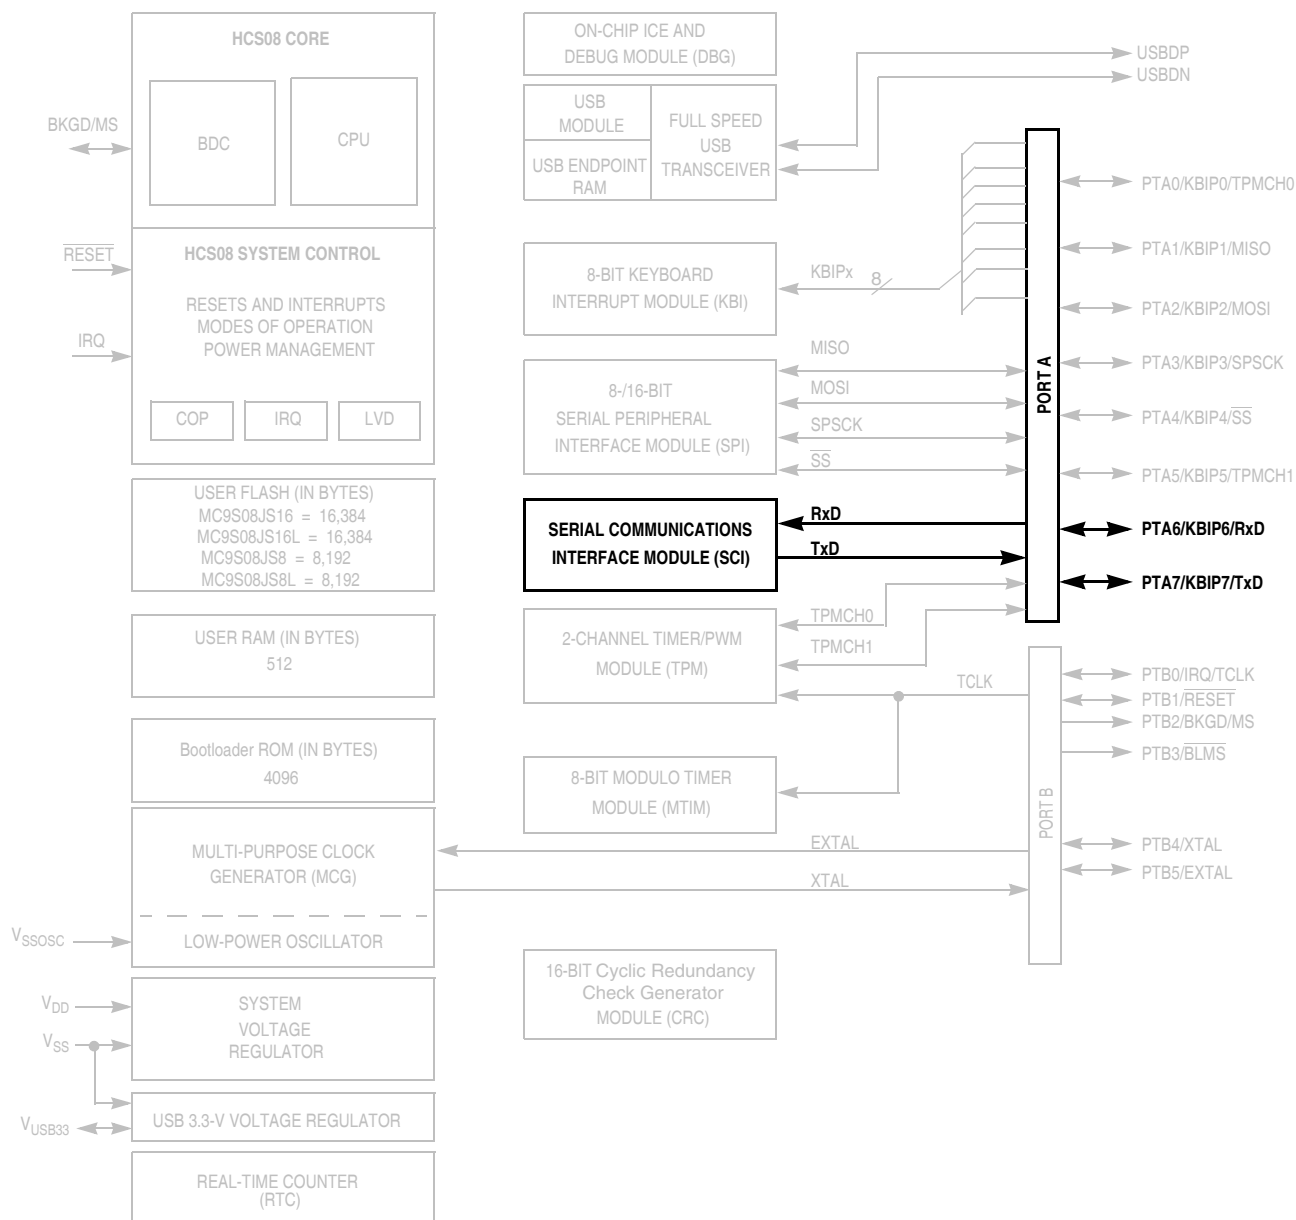 HCS08 CORE
BDC
CPU
BKGD/MS
RESET
HCS08 SYSTEM CONTROL
RESETS AND INTERRUPTS
MODES OF OPERATION
POWER MANAGEMENT
IRQ
COP
IRQ
LVD
USER FLASH (IN BYTES)
MC9S08JS16 = 16,384
MC9S08JS16L = 16,384
MC9S08JS8 = 8,192
MC9S08JS8L = 8,192
USER RAM (IN BYTES)
512
Bootloader ROM (IN BYTES)
4096
MULTI-PURPOSE CLOCK
GENERATOR (MCG)
LOW-POWER OSCILLATOR
VSSOSC
VDD
VSS
SYSTEM
VOLTAGE
REGULATOR
VUSB33
USB 3.3-V VOLTAGE REGULATOR
REAL-TIME COUNTER
(RTC)
ON-CHIP ICE AND
DEBUG MODULE (DBG)
USB
MODULE
USB ENDPOINT
RAM
FULL SPEED
USB
TRANSCEIVER
USBDP
USBDN
8-BIT KEYBOARD
INTERRUPT MODULE (KBI)
KBIPx
8
8-/16-BIT
SERIAL PERIPHERAL
INTERFACE MODULE (SPI)
MISO
MOSI
SPSCK
SS
SERIAL COMMUNICATIONS
INTERFACE MODULE (SCI)
RxD
TxD
2-CHANNEL TIMER/PWM
MODULE (TPM)
TPMCH0
TPMCH1
TCLK
8-BIT MODULO TIMER
MODULE (MTIM)
EXTAL
XTAL
16-BIT Cyclic Redundancy
Check Generator
MODULE (CRC)
PORT A
PTA0/KBIP0/TPMCH0
PTA1/KBIP1/MISO
PTA2/KBIP2/MOSI
PTA3/KBIP3/SPSCK
PTA4/KBIP4/SS
PTA5/KBIP5/TPMCH1
PTA6/KBIP6/RxD
PTA7/KBIP7/TxD
PORT B
PTB0/IRQ/TCLK
PTB1/RESET
PTB2/BKGD/MS
PTB3/BLMS
PTB4/XTAL
PTB5/EXTAL